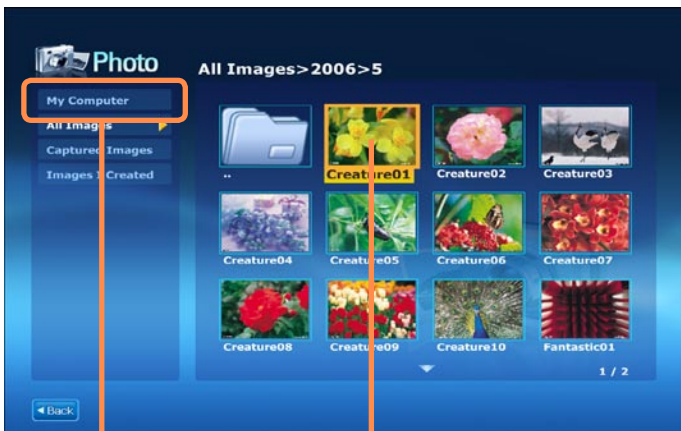 Photo
All Images>2006>5
My Computer
All Images
Captured Images
Images I Created
..
Creature01
Creature02
Creature03
Creature04
Creature05
Creature06
Creature07
Creature08
Creature09
Creature10
Fantastic01
1 / 2
Back